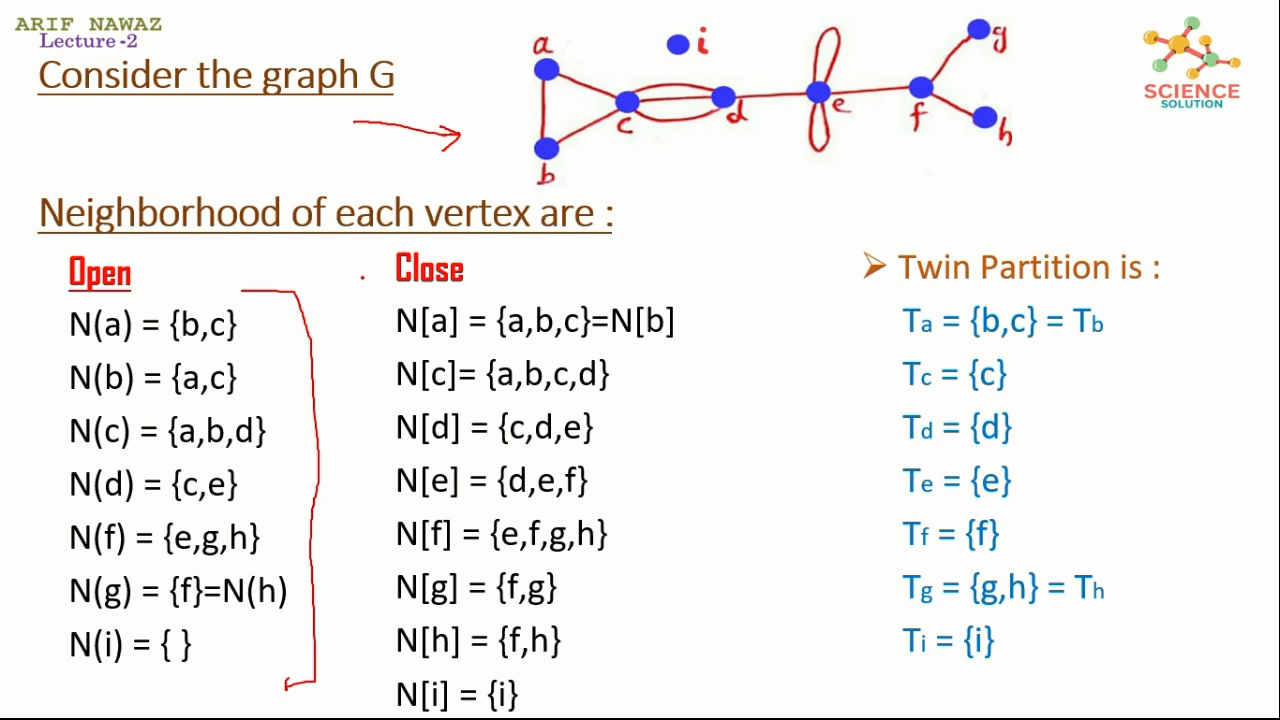 ARIF NAWAZ
Lecture -2
Consider the graph G
a
b
c
d
e
f
g
h
i
SCIENCE
SOLUTION
Neighborhood of each vertex are :
Open
N(a) = {b,c}
N(b) = {a,c}
N(c) = {a,b,d}
N(d) = {c,e}
N(f) = {e,g,h}
N(g) = {f}=N(h)
N(i) = { }
Close
N[a] = {a,b,c}=N[b]
N[c]= {a,b,c,d}
N[d] = {c,d,e}
N[e] = {d,e,f}
N[f] = {e,f,g,h}
N[g] = {f,g}
N[h] = {f,h}
N[i] = {i}
➢ Twin Partition is :
Ta = {b,c} = Tb
Tc = {c}
Td = {d}
Te = {e}
Tf = {f}
Tg = {g,h} = Th
Ti = {i}